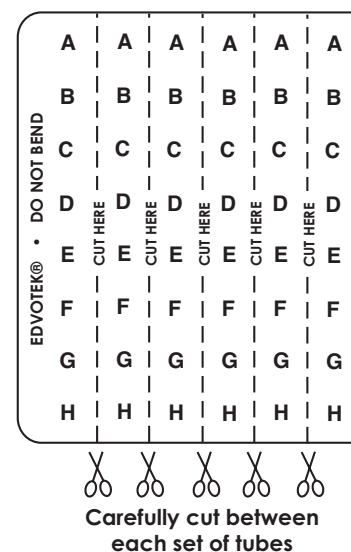 EDVOTEK® • DO NOT BEND
A A A A A A
B B B B B B
C C C C C C
D D D D D D
CUT HERE CUT HERE CUT HERE CUT HERE CUT HERE
E E E E E E
F F F F F F
G G G G G G
H H H H H H
Carefully cut between
each set of tubes